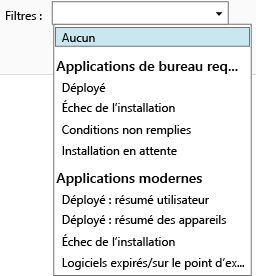 Filtres :
Aucun
Applications de bureau req...
Déployé
Échec de l'installation
Conditions non remplies
Installation en attente
Applications modernes
Déployé : résumé utilisateur
Déployé : résumé des appareils
Échec de l'installation
Logiciels expirés/sur le point d'ex...